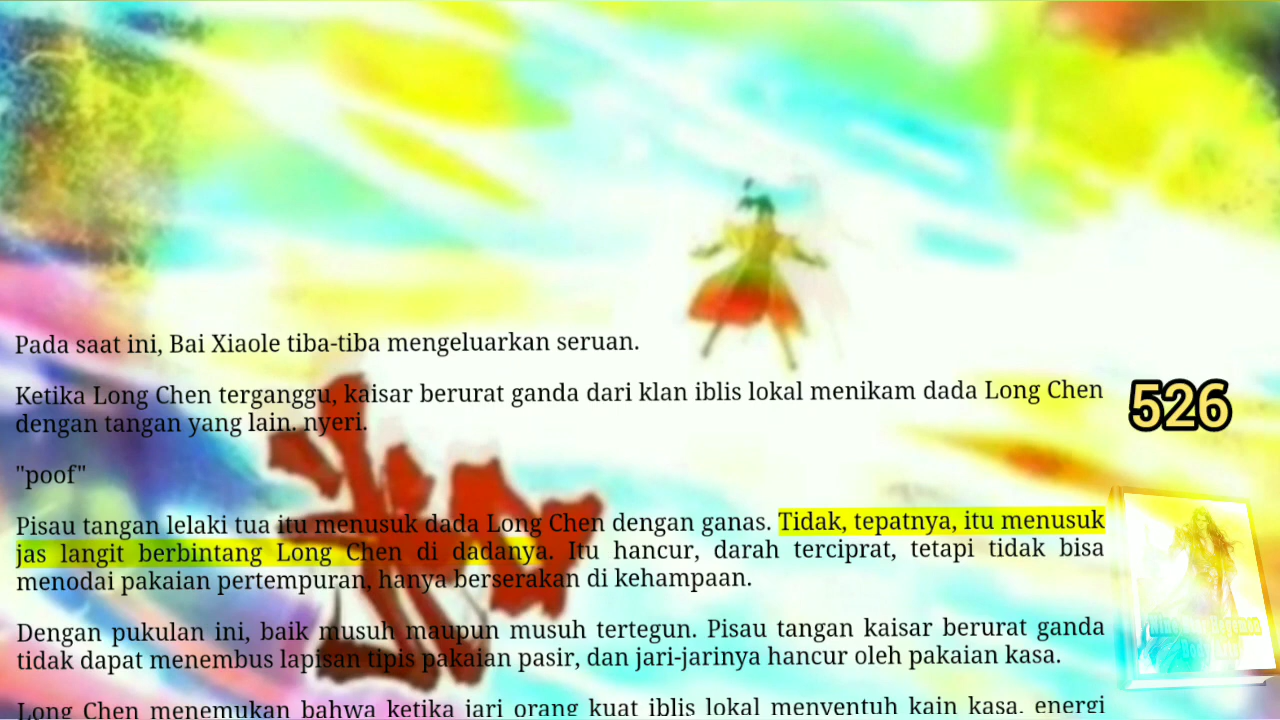 Pada saat ini, Bai Xiaole tiba-tiba mengeluarkan seruan.
Ketika Long Chen terganggu, kaisar berurat ganda dari klan iblis lokal menikam dada Long Chen
dengan tangan yang lain. nyeri.
526
"poof"
Pisau tangan lelaki tua itu menusuk dada Long Chen dengan ganas. Tidak, tepatnya, itu menusuk
jas langit berbintang Long Chen di dadanya. Itu hancur, darah terciprat, tetapi tidak bisa
menodai pakaian pertempuran, hanya berserakan di kehampaan.
Dengan pukulan ini, baik musuh maupun musuh tertegun. Pisau tangan kaisar berurat ganda
tidak dapat menembus lapisan tipis pakaian pasir, dan jari-jarinya hancur oleh pakaian kasa.
Long Chen menemukan bahwa ketika jari orang kuat iblis lokal menyentuh kain kasa, energi